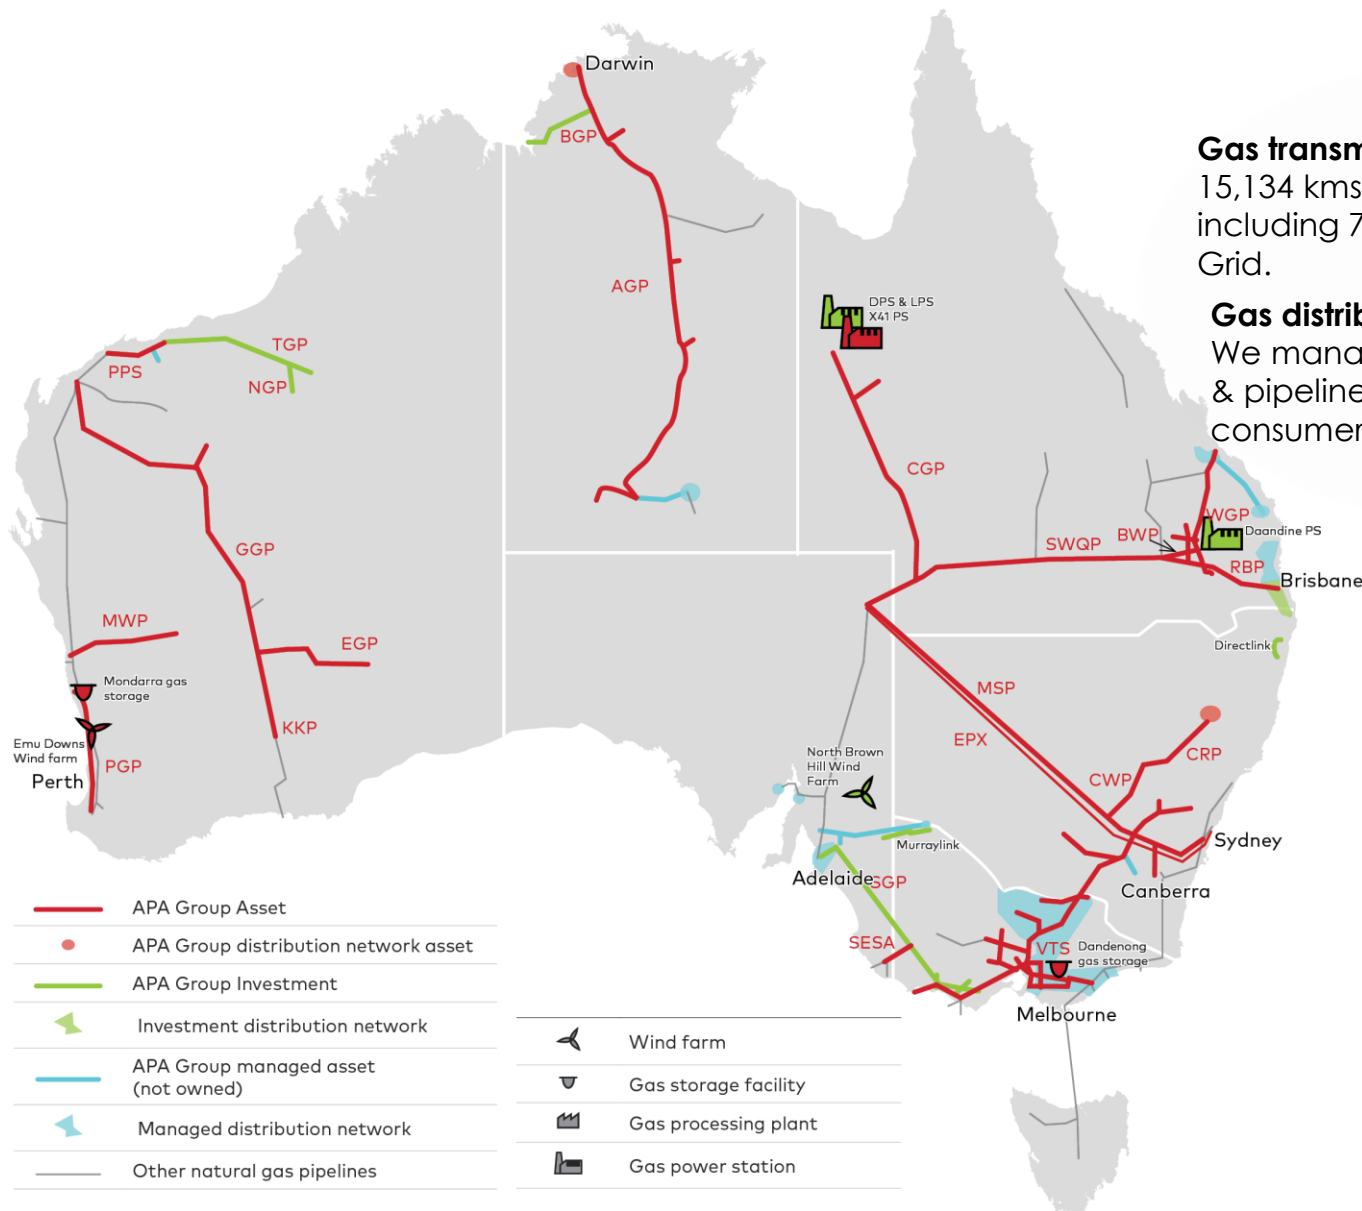 Darwin
BGP
Gas transm
15,134 kms
including 7
Grid.
Gas distrib
We mana
& pipeline
consumer
AGP
DPS & LPS
X41 PS
TGP
PPS
NGP
CGP
WGP
Daandine PS
BWP
SWQP
RBP
Brisbane
GGP
MWP
EGP
Directlink
Mondarra gas
storage
MSP
KKP
EPX
Emu Downs
Wind farm
PGP
Perth
North Brown
Hill Wind
Farm
CRP
CWP
Sydney
Murraylink
Adelaide
SGP
Canberra
SESA
VTS
Dandenong
gas storage
Melbourne
APA Group Asset
APA Group distribution network asset
APA Group Investment
Investment distribution network
APA Group managed asset
(not owned)
Managed distribution network
Other natural gas pipelines
Wind farm
Gas storage facility
Gas processing plant
Gas power station